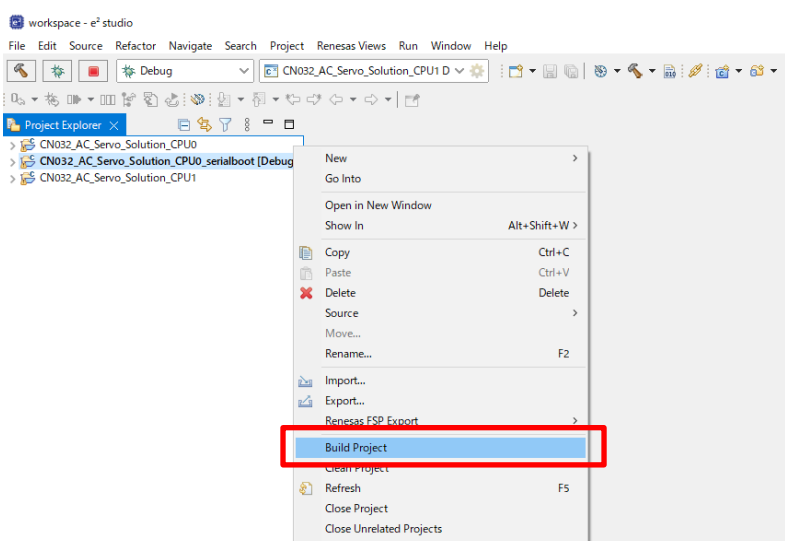 workspace - e² studio
File Edit Source Refactor Navigate Search Project Renesas Views Run Window Help
Debug CN032_AC_Servo_Solution_CPU1 D
Project Explorer
CN032_AC_Servo_Solution_CPU0
CN032_AC_Servo_Solution_CPU0_serialboot [Debug
CN032_AC_Servo_Solution_CPU1
New
Go Into
Open in New Window
Show In Alt+Shift+W >
Copy Ctrl+C
Paste Ctrl+V
Delete Delete
Source
Move...
Rename... F2
Import...
Export...
Renesas FSP Export
Build Project
Clean Project
Refresh F5
Close Project
Close Unrelated Projects